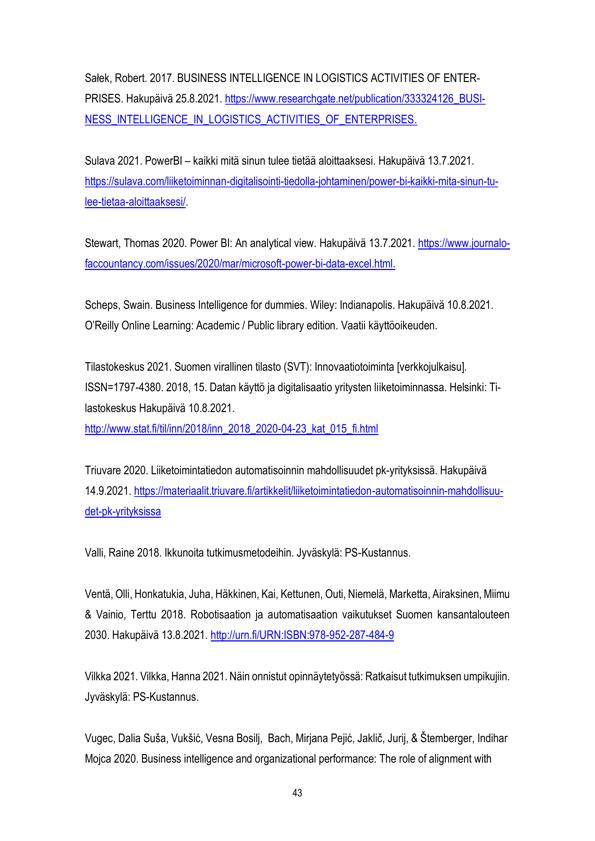 Sałek, Robert. 2017. BUSINESS INTELLIGENCE IN LOGISTICS ACTIVITIES OF ENTER-
PRISES. Hakupäivä 25.8.2021. https://www.researchgate.net/publication/333324126_BUSI-
NESS_INTELLIGENCE_IN_LOGISTICS_ACTIVITIES_OF_ENTERPRISES.
Sulava 2021. PowerBI – kaikki mitä sinun tulee tietää aloittaaksesi. Hakupäivä 13.7.2021.
https://sulava.com/liiketoiminnan-digitalisointi-tiedolla-johtaminen/power-bi-kaikki-mita-sinun-tu-
lee-tietaa-aloittaaksesi/.
Stewart, Thomas 2020. Power BI: An analytical view. Hakupäivä 13.7.2021. https://www.journalo-
faccountancy.com/issues/2020/mar/microsoft-power-bi-data-excel.html.
Scheps, Swain. Business Intelligence for dummies. Wiley: Indianapolis. Hakupäivä 10.8.2021.
O'Reilly Online Learning: Academic / Public library edition. Vaatii käyttöoikeuden.
Tilastokeskus 2021. Suomen virallinen tilasto (SVT): Innovaatiotoiminta [verkkojulkaisu].
ISSN=1797-4380. 2018, 15. Datan käyttö ja digitalisaatio yritysten liiketoiminnassa. Helsinki: Ti-
lastokeskus Hakupäivä 10.8.2021.
http://www.stat.fi/til/inn/2018/inn_2018_2020-04-23_kat_015_fi.html
Triuvare 2020. Liiketoimintatiedon automatisoinnin mahdollisuudet pk-yrityksissä. Hakupäivä
14.9.2021. https://materiaalit.triuvare.fi/artikkelit/liiketoimintatiedon-automatisoinnin-mahdollisuu-
det-pk-yrityksissa
Valli, Raine 2018. Ikkunoita tutkimusmetodeihin. Jyväskylä: PS-Kustannus.
Ventä, Olli, Honkatukia, Juha, Häkkinen, Kai, Kettunen, Outi, Niemelä, Marketta, Airaksinen, Miimu
& Vainio, Terttu 2018. Robotisaation ja automatisaation vaikutukset Suomen kansantalouteen
2030. Hakupäivä 13.8.2021. http://urn.fi/URN:ISBN:978-952-287-484-9
Vilkka 2021. Vilkka, Hanna 2021. Näin onnistut opinnäytetyössä: Ratkaisut tutkimuksen umpikujiin.
Jyväskylä: PS-Kustannus.
Vugec, Dalia Suša, Vukšić, Vesna Bosilj, Bach, Mirjana Pejić, Jaklič, Jurij, & Štemberger, Indihar
Mojca 2020. Business intelligence and organizational performance: The role of alignment with
43